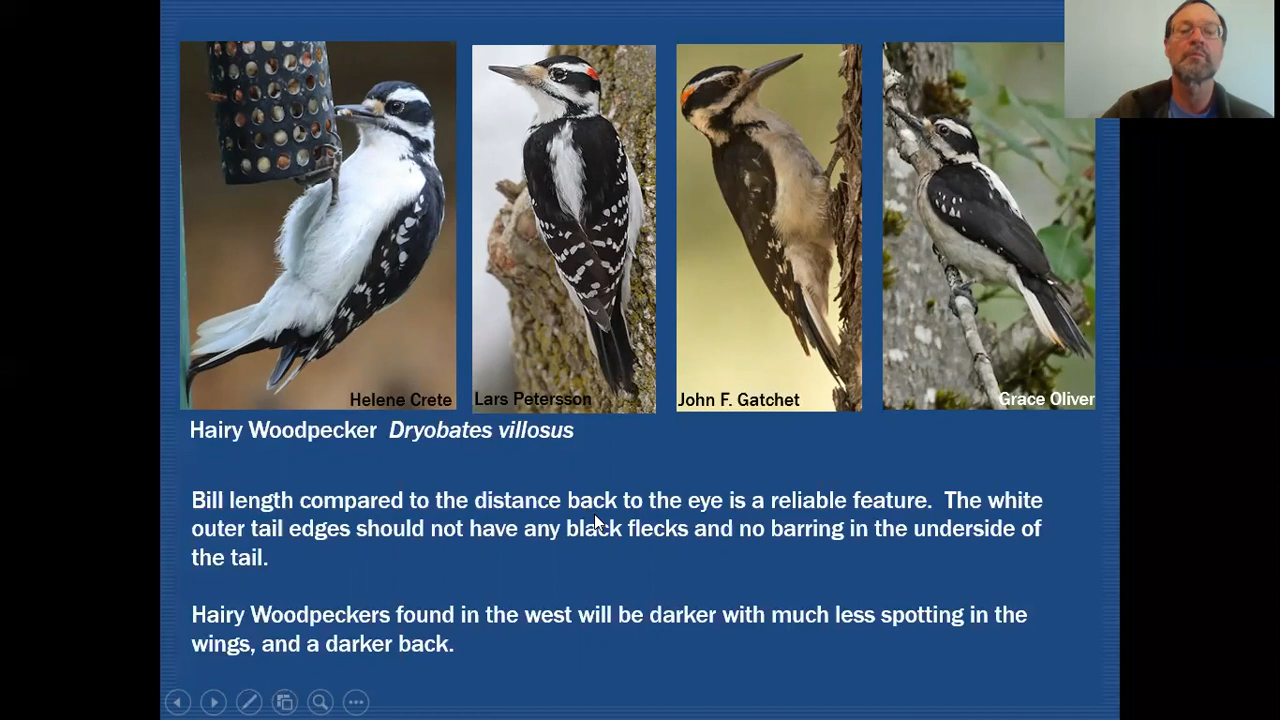 Helene Crete
Lars Petersson
John F. Gatchet
Grace Oliver
Hairy Woodpecker Dryobates villosus
Bill length compared to the distance back to the eye is a reliable feature. The white
outer tail edges should not have any black flecks and no barring in the underside of
the tail.
Hairy Woodpeckers found in the west will be darker with much less spotting in the
wings, and a darker back.